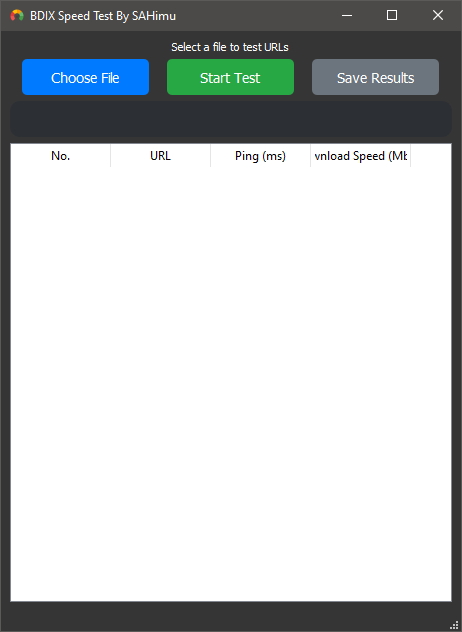 BDIX Speed Test By SAHimu
Select a file to test URLs
Choose File Start Test Save Results
No. URL Ping (ms) vnload Speed (Mb